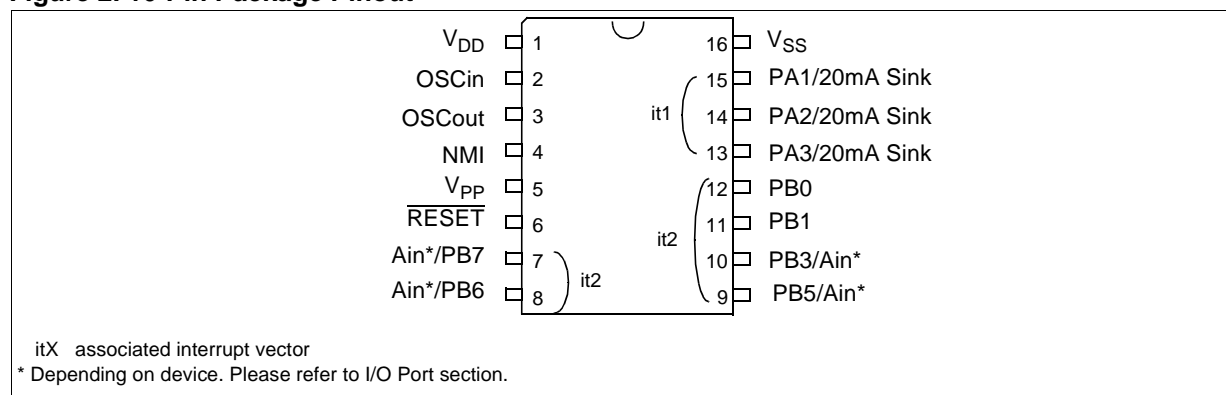 Figure 2. 16-Pin Package Pinout
VDD 1 16 VSS
OSCin 2 15 PA1/20mA Sink
OSCout 3 it1 14 PA2/20mA Sink
NMI 4 13 PA3/20mA Sink
VPP 5 12 PB0
RESET 6 11 PB1
it2
Ain*/PB7 7 10 PB3/Ain*
it2
Ain*/PB6 8 9 PB5/Ain*
itX associated interrupt vector
* Depending on device. Please refer to I/O Port section.